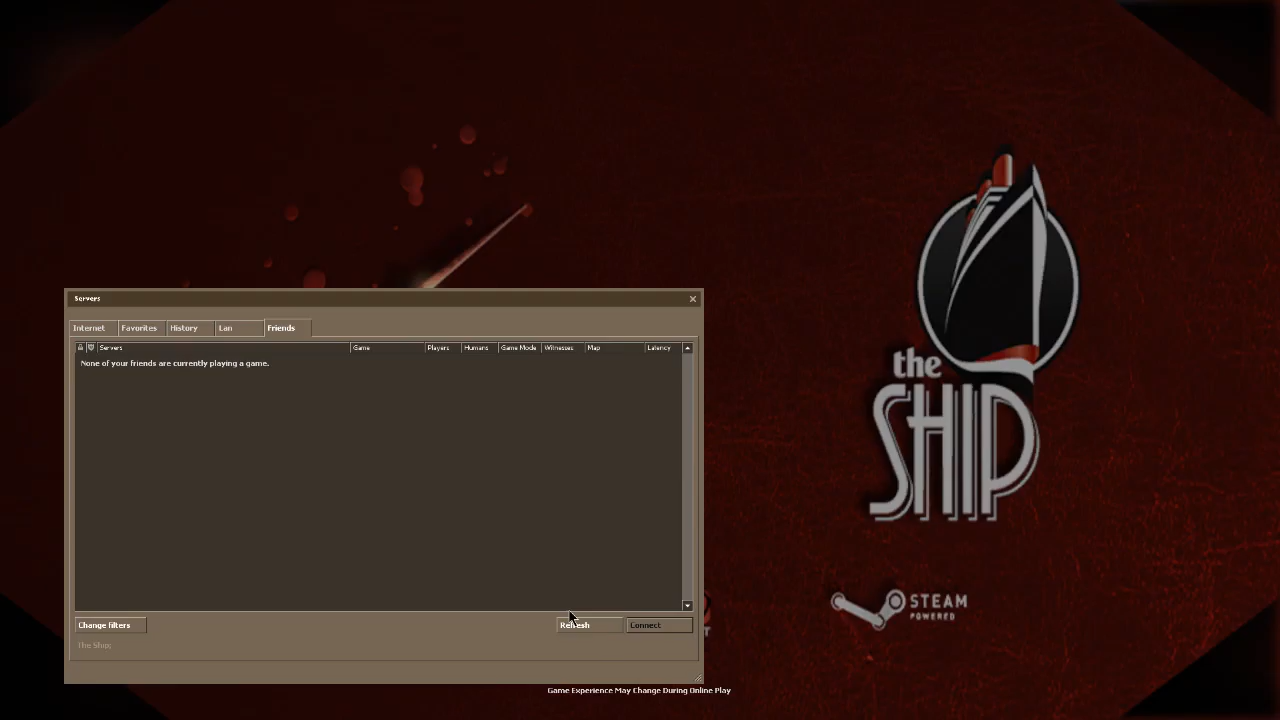 Servers
Internet Favorites History Lan Friends
Servers Game Players Humans Game Mode Witnesses Map Latency
None of your friends are currently playing a game.
the
SHIP
STEAM
POWERED
Change filters Refresh Connect
The Ship;
Game Experience May Change During Online Play